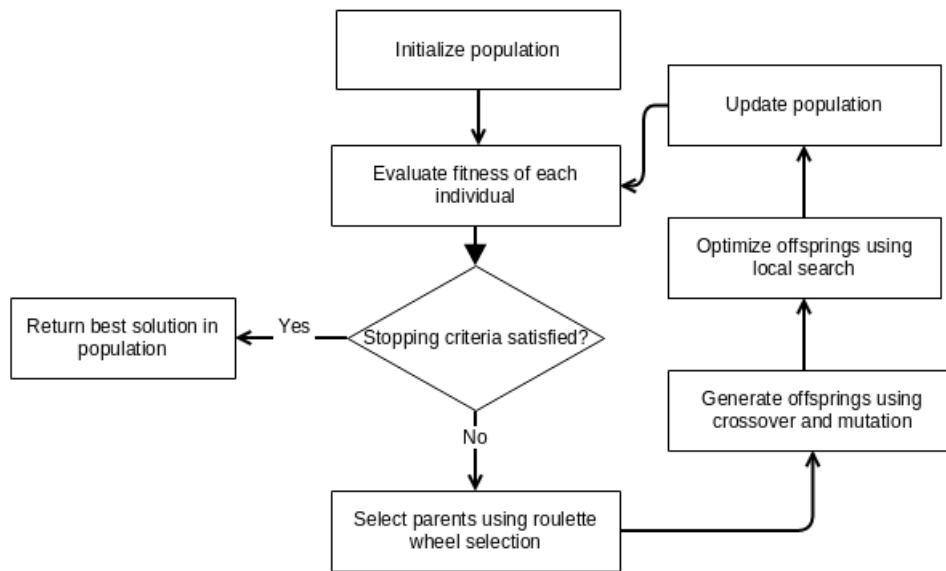 Initialize population
Update population
Evaluate fitness of each
individual
Optimize offsprings using
local search
Return best solution in
population
Yes
Stopping criteria satisfied?
Generate offsprings using
crossover and mutation
No
Select parents using roulette
wheel selection